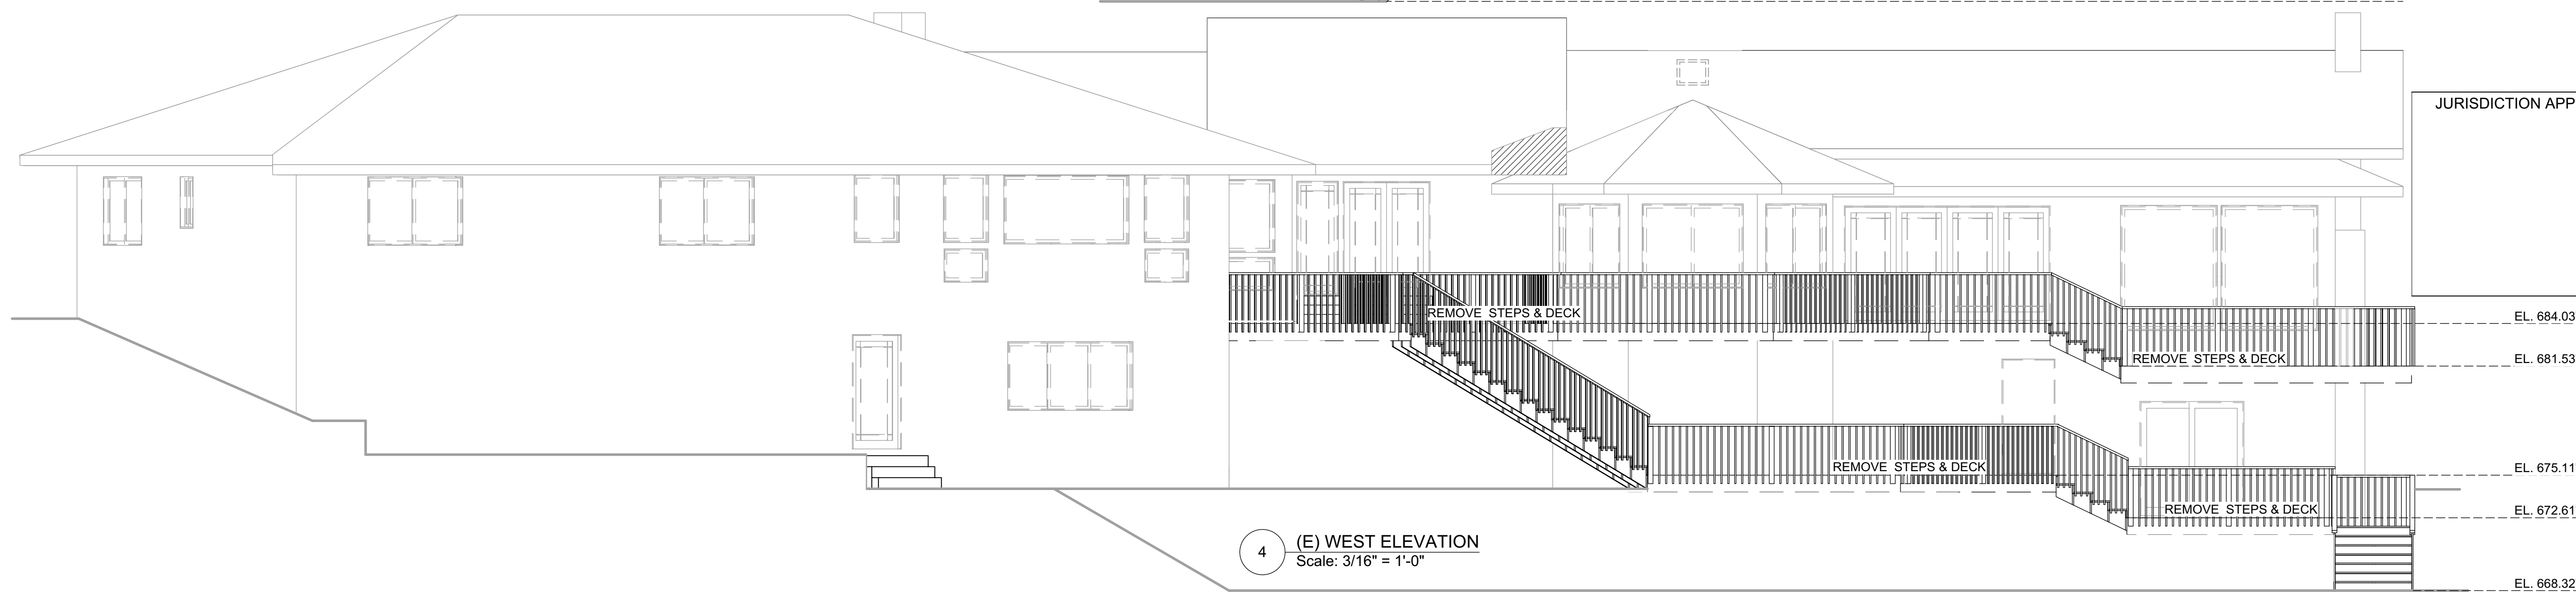 JURISDICTION APP
REMOVE STEPS & DECK
EL. 684.03
REMOVE STEPS & DECK
EL. 681.53
REMOVE STEPS & DECK
EL. 675.11
REMOVE STEPS & DECK
EL. 672.61
4
(E) WEST ELEVATION
Scale: 3/16" = 1'-0"
EL. 668.32